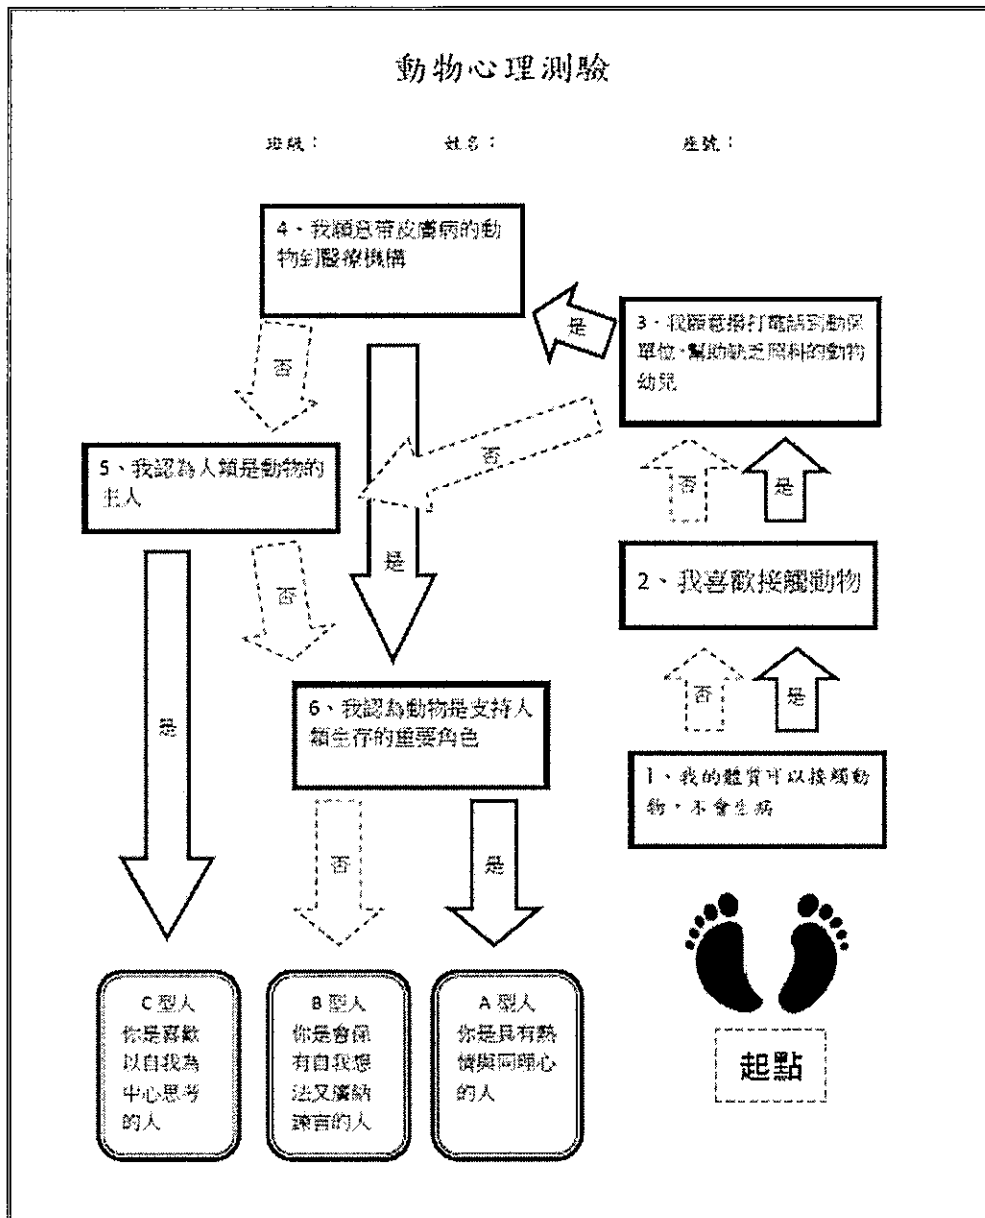 動物心理測驗
班級：
姓名：
座號：
4、我願意帶皮膚病的動
物到醫療機構
3、我願意撥打電話到動保
單位，幫助缺乏照料的動物
幼兒
是
否
否
否
是
5、我認為人類是動物的
主人
是
否
2、我喜歡接觸動物
否
是
6、我認為動物是支持人
類生存的重要角色
是
1、我的體質可以接觸動
物，不會生病
否
是
C 型人
你是喜歡
以自我為
中心思考
的人
B 型人
你是會保
有自我想
法又廣納
諫言的人
A 型人
你是具有熱
情與同理心
的人
起點